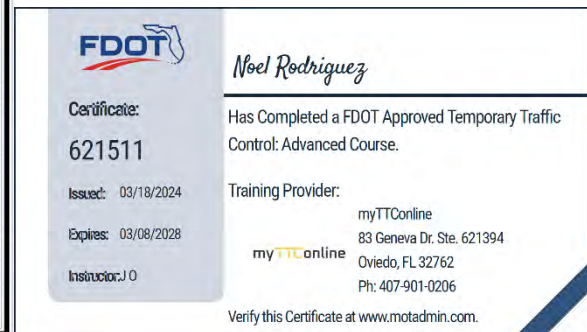 FDOT
Certificate:
621511
Issued: 03/18/2024
Expires: 03/08/2028
Instructor:J O
Noel Rodriguez
Has Completed a FDOT Approved Temporary Traffic
Control: Advanced Course.
Training Provider:
myTTConline
myTTConline
83 Geneva Dr. Ste. 621394
Oviedo, FL 32762
Ph: 407-901-0206
Verify this Certificate at www.motadmin.com.